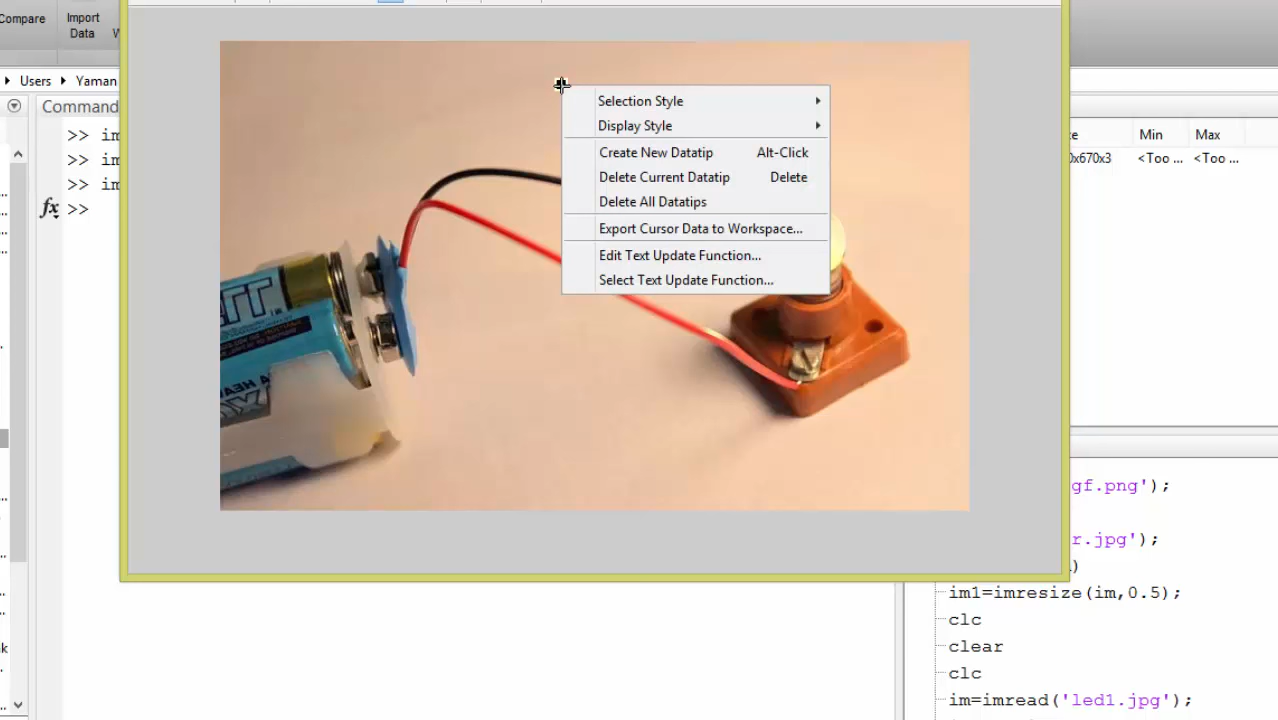 Compare
Import
Data
Users Yaman
Command
>> im
>> im
>> im
fx >>
Selection Style
Display Style
Create New Datatip Alt-Click
Delete Current Datatip Delete
Delete All Datatips
Export Cursor Data to Workspace...
Edit Text Update Function...
Select Text Update Function...
Min Max
0x670x3 <Too ... <Too ...
gf.png');
r.jpg');
)
im1=imresize(im,0.5);
clc
clear
clc
im=imread('led1.jpg');